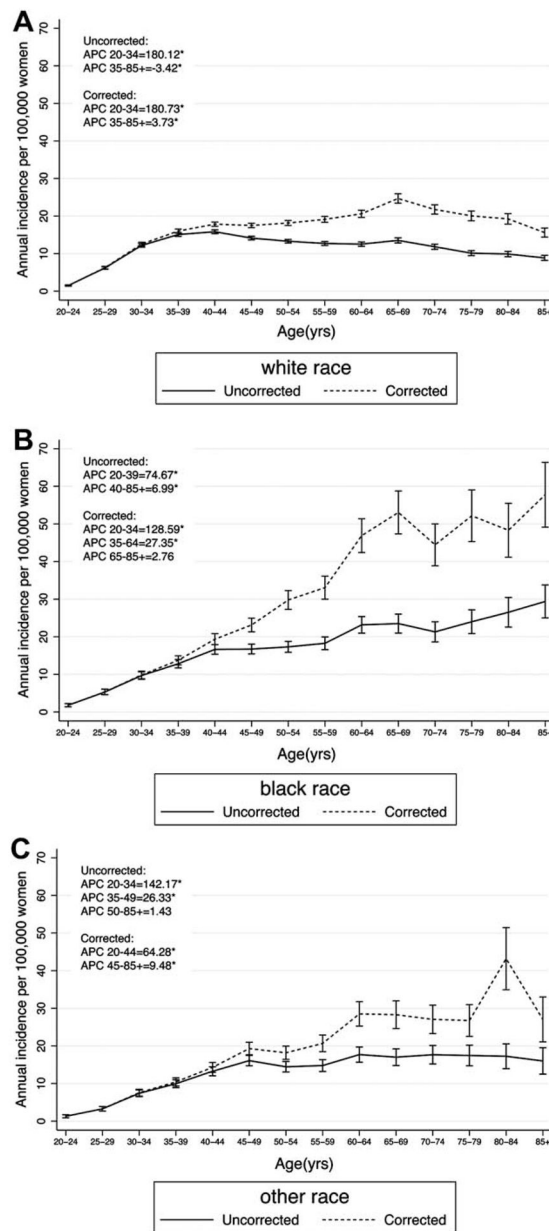 A
Annual incidence per 100,000 women
70
60
50
40
30
20
10
0
Uncorrected:
APC 20-34=180.12*
APC 35-85+=-3.42*
Corrected:
APC 20-34=180.73*
APC 35-85+=3.73*
20–24 25–29 30–34 35–39 40–44 45–49 50–54 55–59 60–64 65–69 70–74 75–79 80–84 85+
Age(yrs)
white race
Uncorrected Corrected
B
Annual incidence per 100,000 women
70
60
50
40
30
20
10
0
Uncorrected:
APC 20-39=74.67*
APC 40-85+=6.99*
Corrected:
APC 20-34=128.59*
APC 35-64=27.35*
APC 65-85+=2.76
20–24 25–29 30–34 35–39 40–44 45–49 50–54 55–59 60–64 65–69 70–74 75–79 80–84 85+
Age(yrs)
black race
Uncorrected Corrected
C
Annual incidence per 100,000 women
70
60
50
40
30
20
10
0
Uncorrected:
APC 20-34=142.17*
APC 35-49=26.33*
APC 50-85+=1.43
Corrected:
APC 20-44=64.28*
APC 45-85+=9.48*
20–24 25–29 30–34 35–39 40–44 45–49 50–54 55–59 60–64 65–69 70–74 75–79 80–84 85+
Age(yrs)
other race
Uncorrected Corrected